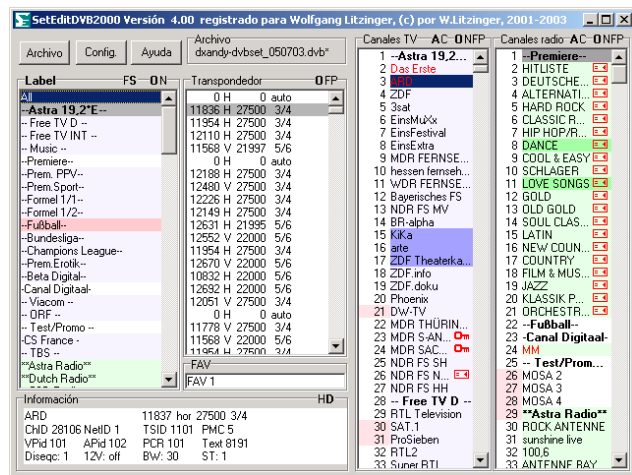 SetEditDVB2000 Versión 4.00 registrado para Wolfgang Litzinger, (c) por W.Litzinger, 2001-2003
Archivo
Config.
Ayuda
Archivo
dxandy-dvbset_050703.dvb*
Label FS ON
All
--Astra 19,2°E--
-- Free TV D --
-- Free TV INT --
-- Music --
--Premiere--
--Prem. PPV--
--Prem.Sport--
--Formel 1/1--
--Formel 1/2--
--Fußball--
--Bundesliga--
--Champions League--
--Prem.Erotik--
--Beta Digital--
-Canal Digitaal-
-- Viacom --
-- ORF --
-- Test/Promo --
-CS France -
-- TBS --
**Astra Radio**
**Dutch Radio**
Transpondedor OFP
0 H 0 auto
11836 H 27500 3/4
11954 H 27500 3/4
12110 H 27500 3/4
11568 V 21997 5/6
0 H 0 auto
12188 H 27500 3/4
12480 V 27500 3/4
12226 H 27500 3/4
12149 H 27500 3/4
12631 H 21995 5/6
12552 V 22000 5/6
11954 H 27500 3/4
12670 V 22000 5/6
10832 H 22000 5/6
12692 H 22000 5/6
12051 V 27500 3/4
0 H 0 auto
11778 V 27500 3/4
11568 V 22000 5/6
11954 H 27500 3/4
FAV
FAV 1
Información HD
ARD 11837 hor 27500 3/4
ChID 28106 NetID 1 TSID 1101 PMC 5
VPid 101 APid 102 PCR 101 Text 8191
Diseqc: 1 12V: off BW: 30 ST: 1
Canales TV AC ONFP
1 --Astra 19,2...
2 Das Erste
3 ARD
4 ZDF
5 3sat
6 EinsMuXx
7 EinsFestival
8 EinsExtra
9 MDR FERNSE...
10 hessen fernseh...
11 WDR FERNSE...
12 Bayerisches FS
13 NDR FS MV
14 BR-alpha
15 KiKa
16 arte
17 ZDF Theaterka...
18 ZDF.info
19 ZDF.doku
20 Phoenix
21 DW-TV
22 MDR THÜRIN...
23 MDR S-AN...
24 MDR SAC...
25 NDR FS SH
26 NDR FS N...
27 NDR FS HH
28 -- Free TV D --
29 RTL Television
30 SAT.1
31 ProSieben
32 RTL2
33 Super RTL
Canales radio AC ONFP
1 --Premiere--
2 HITLISTE
3 DEUTSCHE...
4 ALTERNATI...
5 HARD ROCK
6 CLASSIC R...
7 HIP HOP/R...
8 DANCE
9 COOL & EASY
10 SCHLAGER
11 LOVE SONGS
12 GOLD
13 OLD GOLD
14 SOUL CLAS...
15 LATIN
16 NEW COUN...
17 COUNTRY
18 FILM & MUS...
19 JAZZ
20 KLASSIK P...
21 ORCHESTR...
22 --Fußball--
23 -Canal Digitaal-
24 MM
25 -- Test/Prom...
26 MOSA 2
27 MOSA 3
28 MOSA 4
29 **Astra Radio**
30 ROCK ANTENNE
31 sunshine live
32 100,6
33 ANTENNE BAY